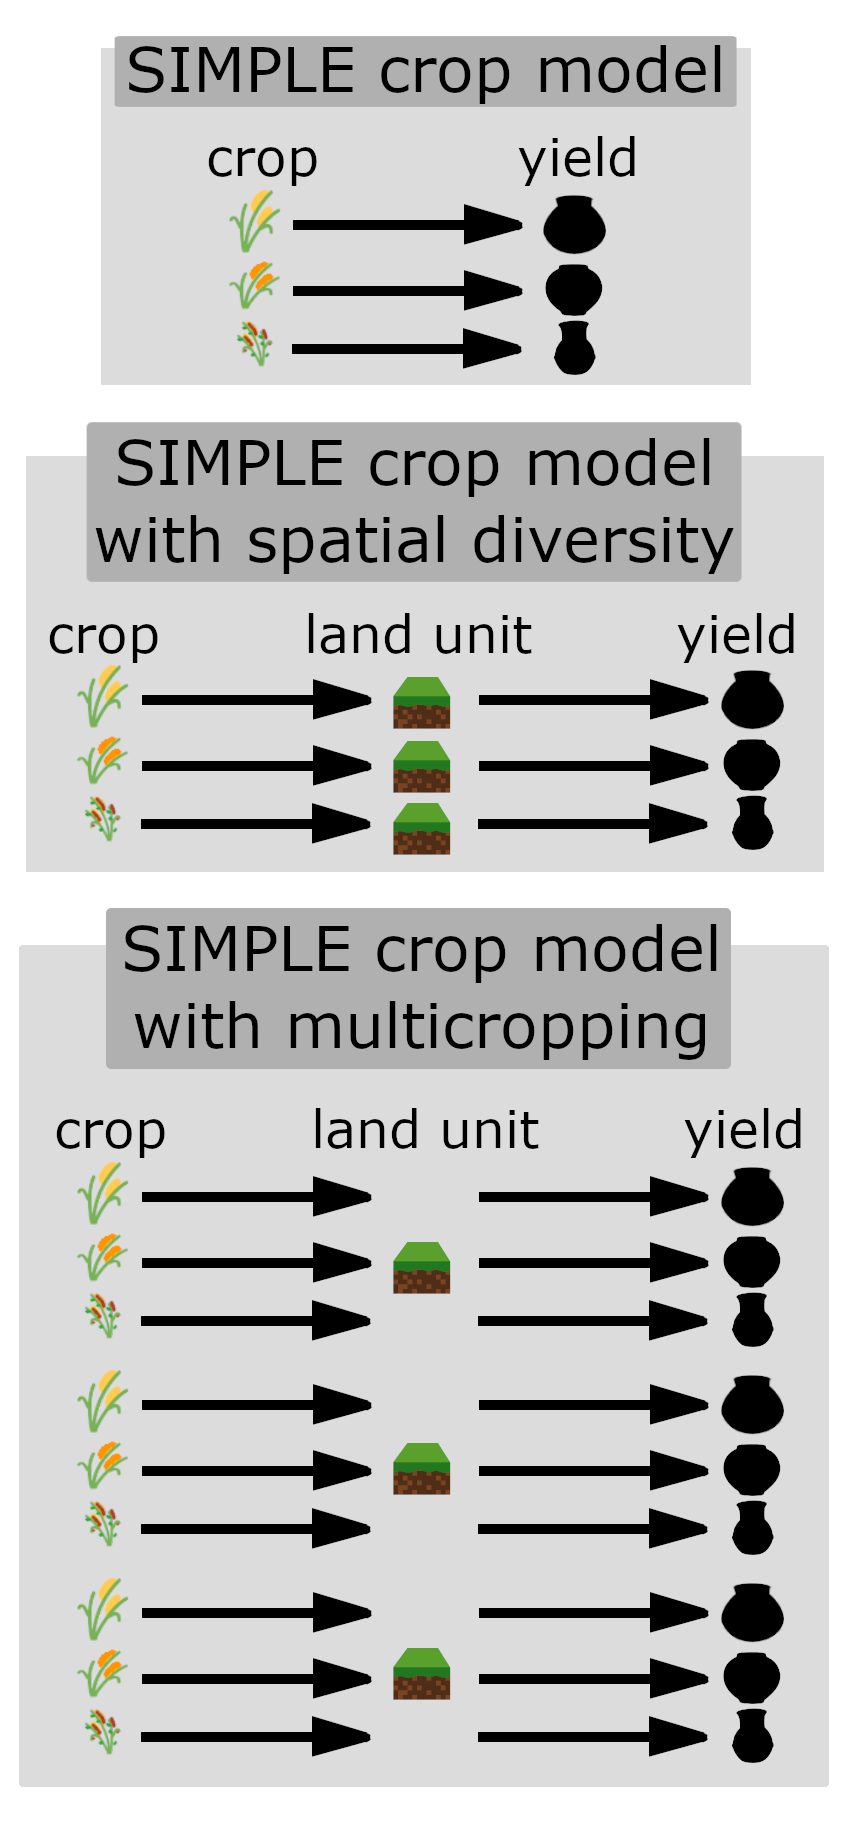 SIMPLE crop model
crop yield
SIMPLE crop model
with spatial diversity
crop land unit yield
SIMPLE crop model
with multicropping
crop land unit yield